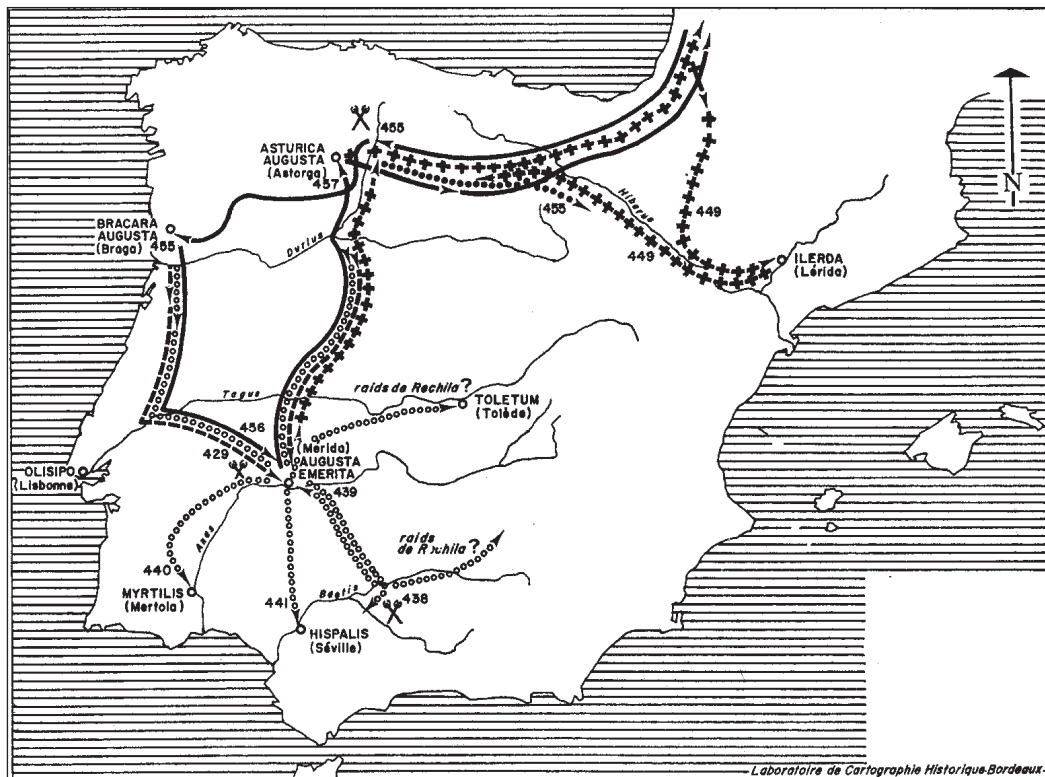 455
ASTURICA
AUGUSTA
(Astorga)
457
N
BRACARA
AUGUSTA
(Braga)
455
Durius
455
Hiberus
449
449
ILERDA
(Lérida)
raids de Rechila?
Tagus
TOLETUM
(Tolède)
456
429
(Merida)
AUGUSTA
EMERITA
439
OLISIPO
(Lisbonne)
Anas
raids
de Rechila?
440
MYRTILIS
(Mertola)
441
Baetis
438
HISPALIS
(Séville)
Laboratoire de Cartographie Historique-Bordeaux